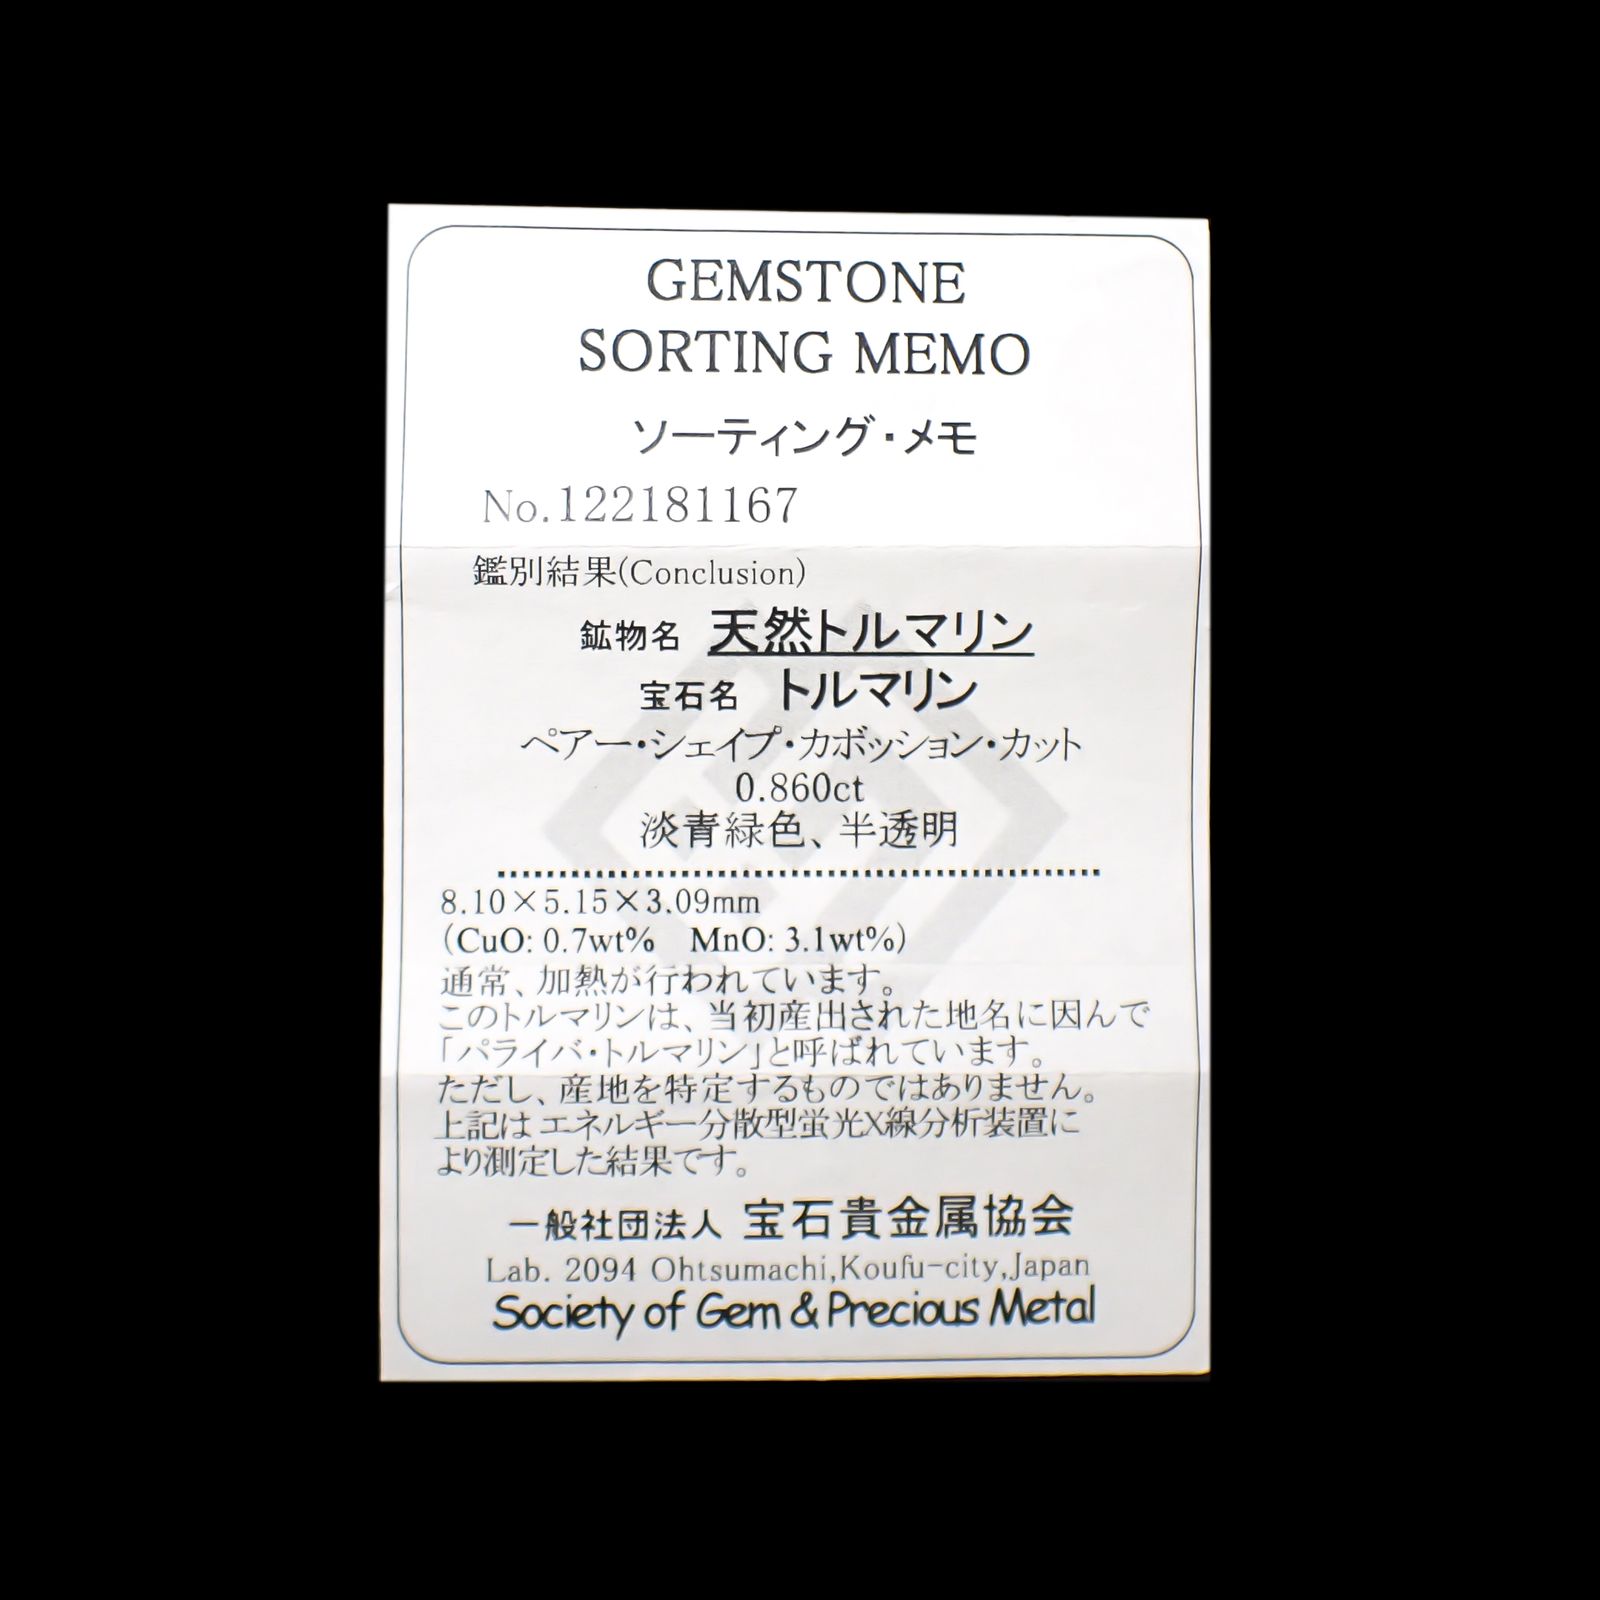 GEMSTONE
SORTING MEMO
ソーティング・メモ
No.122181167
鑑別結果(Conclusion)
鉱物名 天然トルマリン
宝石名 トルマリン
ペアー・シェイプ・カボッション・カット
0.860ct
淡青緑色、半透明
8.10×5.15×3.09mm
(CuO: 0.7wt% MnO: 3.1wt%)
通常、加熱が行われています。
このトルマリンは、当初産出された地名に因んで
「パライバ・トルマリン」と呼ばれています。
ただし、産地を特定するものではありません。
上記は エネルギー分散型蛍光X線分析装置に
より測定した結果です。
一般社団法人 宝石貴金属協会
Lab. 2094 Ohtsumachi,Koufu-city,Japan
Society of Gem & Precious Metal